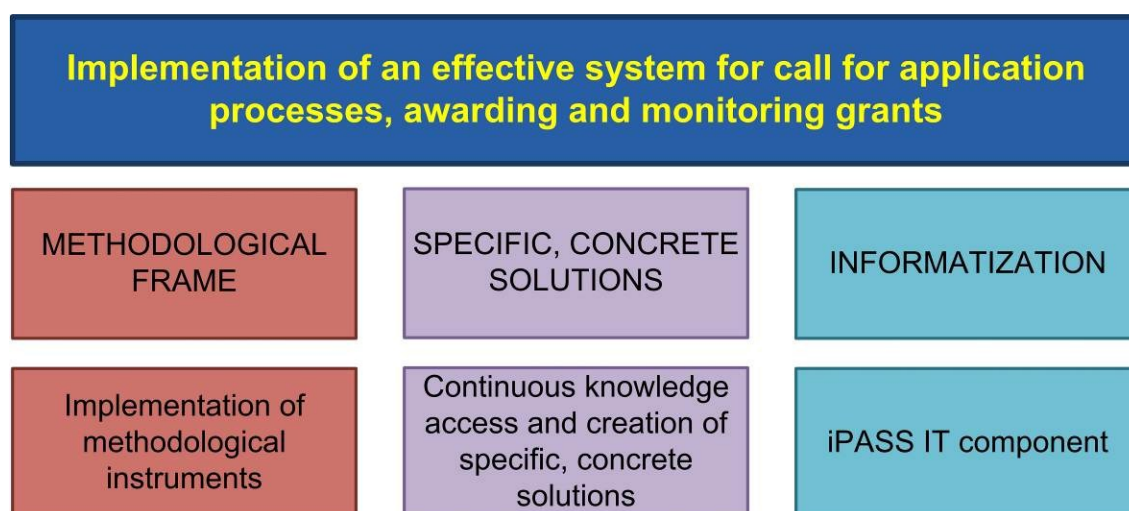 Implementation of an effective system for call for application
processes, awarding and monitoring grants
METHODOLOGICAL
FRAME
SPECIFIC, CONCRETE
SOLUTIONS
INFORMATIZATION
Implementation of
methodological
instruments
Continuous knowledge
access and creation of
specific, concrete
solutions
iPASS IT component